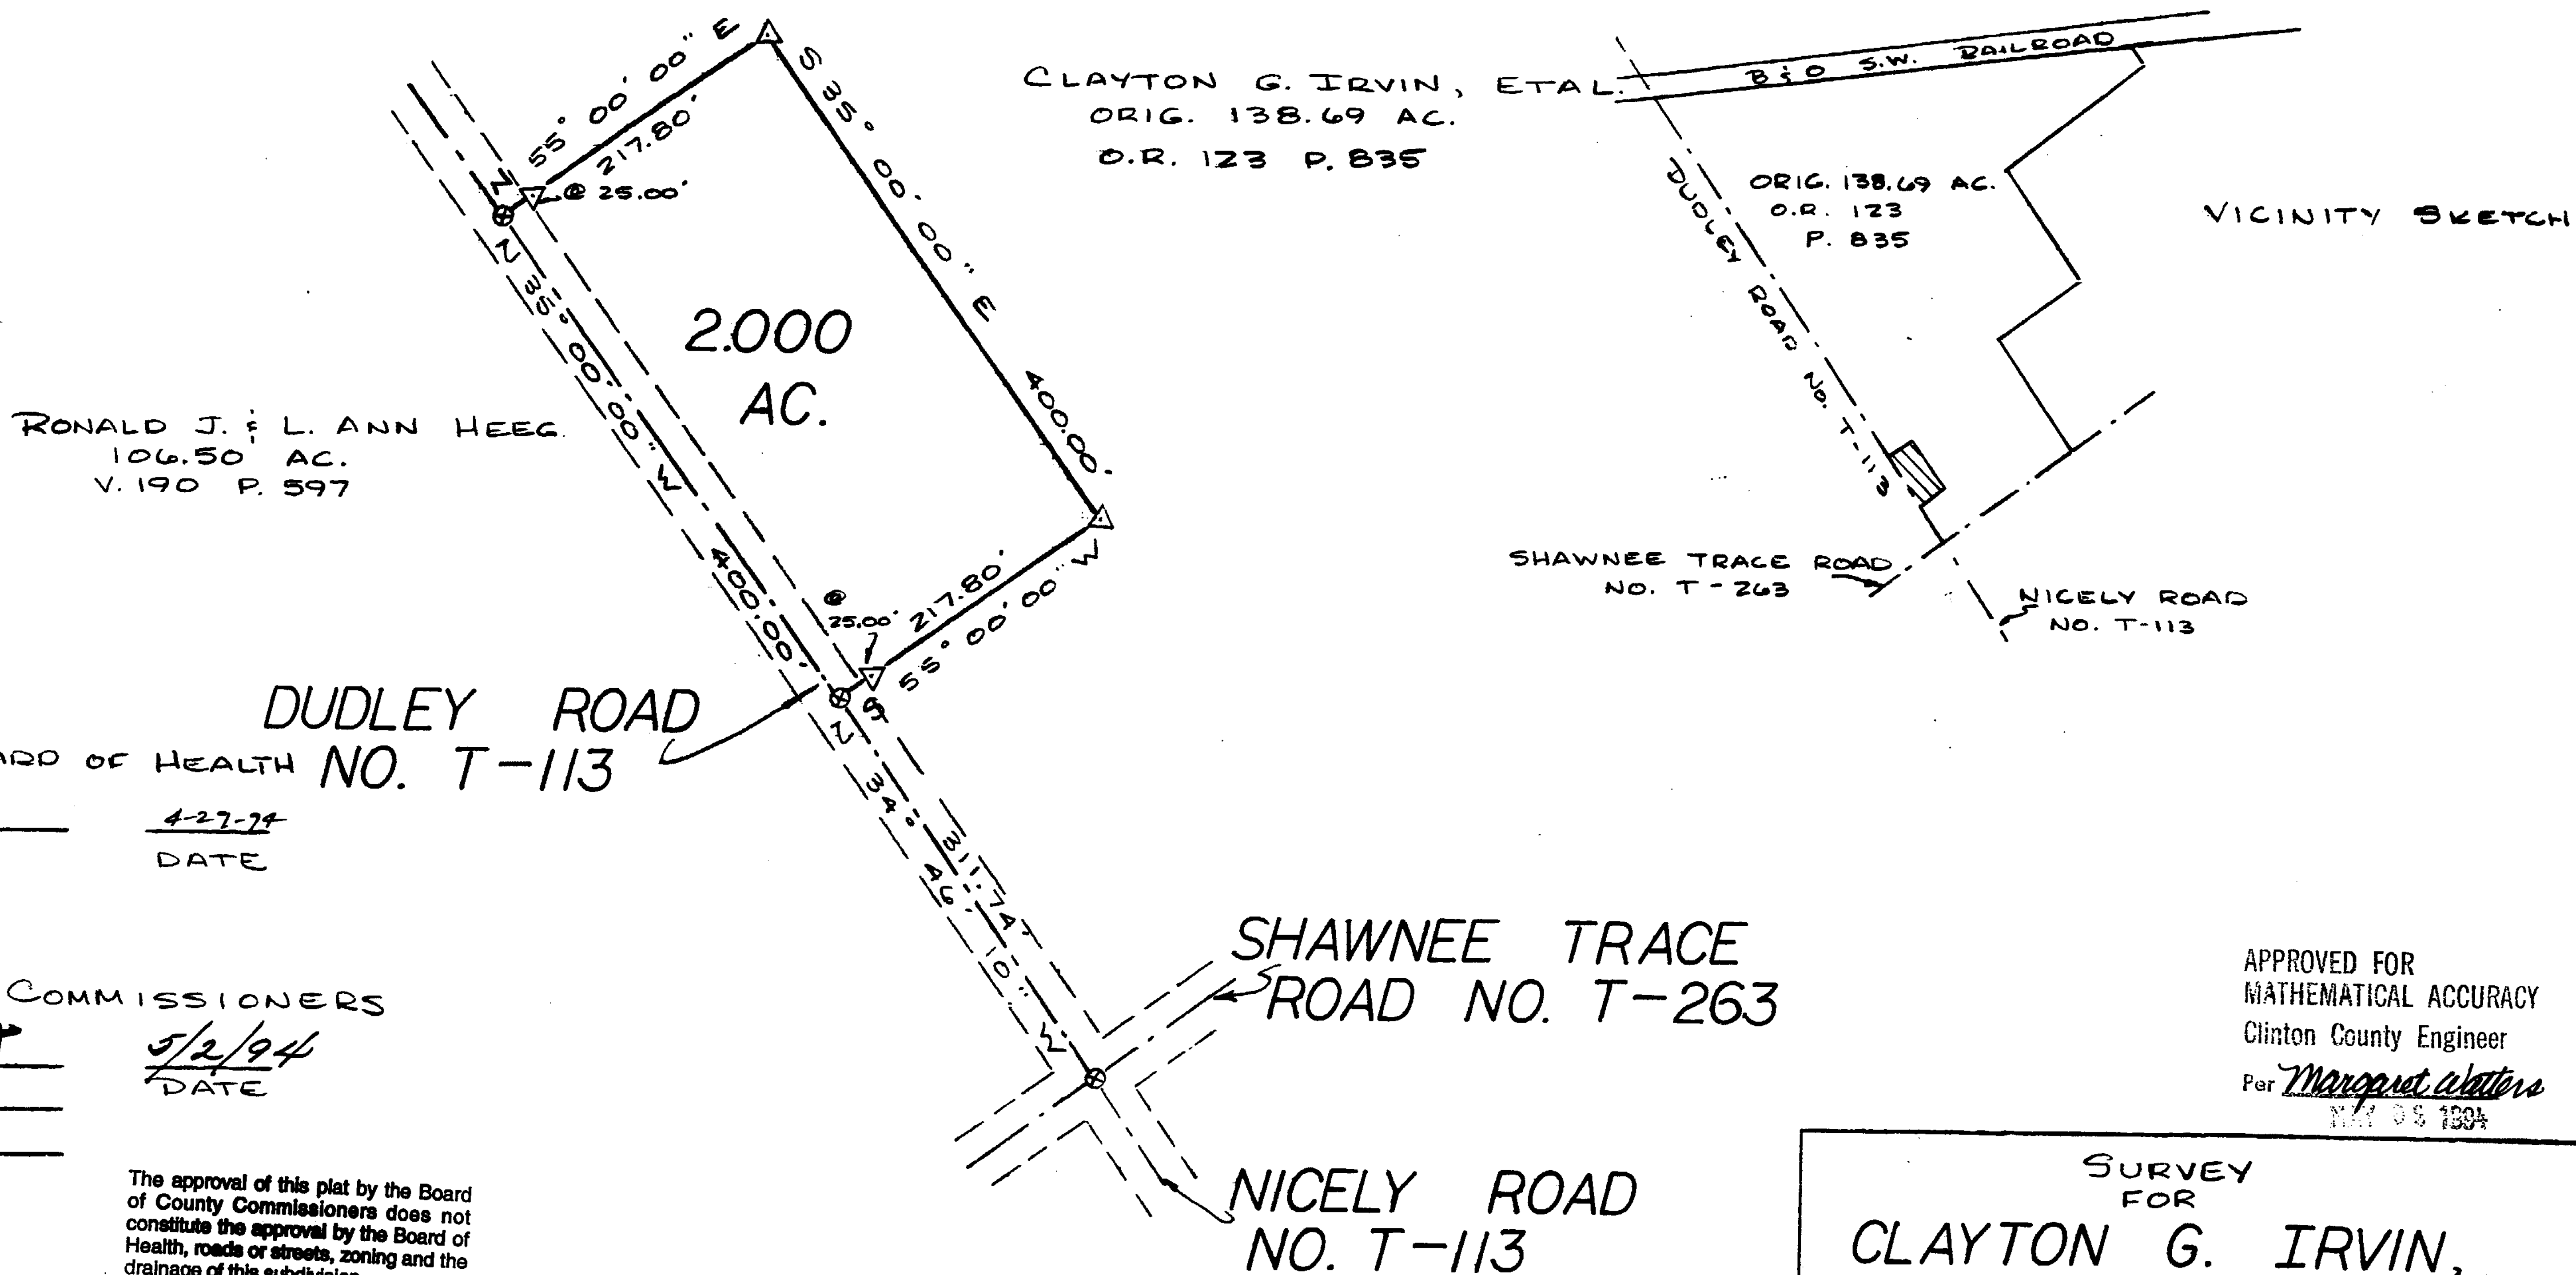 N 55° 00' 00" E
217.80'
@ 25.00'
S 35° 00' 00" E
400.00'
CLAYTON G. IRVIN, ETAL.
ORIG. 138.69 AC.
O.R. 123 P. 835
B & O S.W. RAILROAD
ORIG. 138.69 AC.
O.R. 123
P. 835
VICINITY SKETCH
DUDLEY ROAD NO. T-113
SHAWNEE TRACE ROAD
NO. T-263
NICELY ROAD
NO. T-113
2.000
AC.
N 35° 00' 00" W
400.00'
RONALD J. & L. ANN HEEG
106.50 AC.
V. 190 P. 597
@
25.00'
217.80'
S 55° 00' 00" W
DUDLEY ROAD
NO. T-113
OF HEALTH
4-27-94
DATE
N 34° 46' 10" W
311.74'
SHAWNEE TRACE
ROAD NO. T-263
COMMISSIONERS
5/2/94
DATE
APPROVED FOR
MATHEMATICAL ACCURACY
Clinton County Engineer
Per Margaret Watters
MAY 1994
The approval of this plat by the Board
of County Commissioners does not
constitute the approval by the Board of
Health, roads or streets, zoning and the
drainage of this subdivision
NICELY ROAD
NO. T-113
SURVEY
FOR
CLAYTON G. IRVIN,